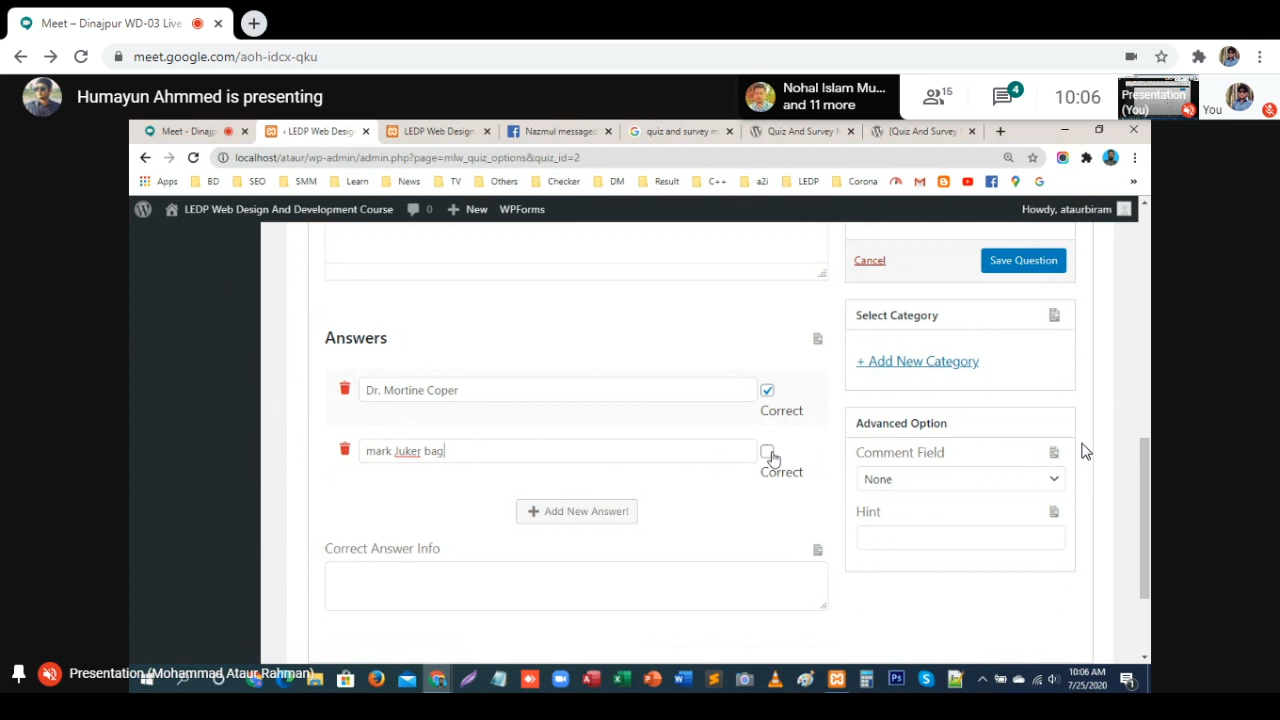 Meet – Dinajpur WD-03 Live
meet.google.com/aoh-idcx-qku
Humayun Ahmmed is presenting
Nohal Islam Mu...
and 11 more
15
4
10:06
Presentation
(You)
You
Meet - Dinajp
‹ LEDP Web Desig
LEDP Web Design
Nazmul messages
quiz and survey m
Quiz And Survey
(Quiz And Survey
localhost/ataur/wp-admin/admin.php?page=mlw_quiz_options&quiz_id=2
Apps
BD
SEO
SMM
Learn
News
TV
Others
Checker
DM
Result
C++
a2i
LEDP
Corona
»
LEDP Web Design And Development Course
0
New
WPForms
Howdy, ataurbiram
Cancel
Save Question
Answers
Select Category
+ Add New Category
Dr. Mortine Coper
Correct
mark Juker bag
Correct
Advanced Option
Comment Field
None
Hint
Add New Answer!
Correct Answer Info
Presentation (Mohammad Ataur Rahman)
10:06 AM
7/25/2020
1